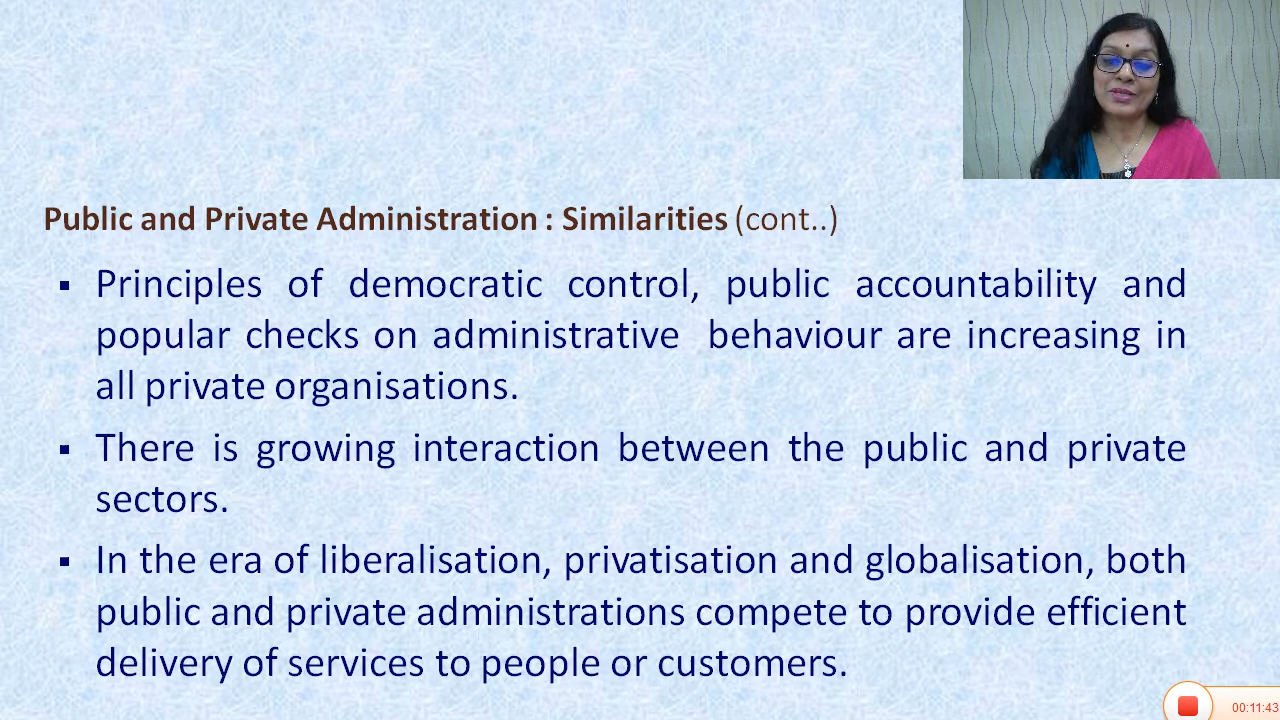 Public and Private Administration : Similarities (cont..)
▪ Principles of democratic control, public accountability and
popular checks on administrative behaviour are increasing in
all private organisations.
▪ There is growing interaction between the public and private
sectors.
▪ In the era of liberalisation, privatisation and globalisation, both
public and private administrations compete to provide efficient
delivery of services to people or customers.
00:11:43